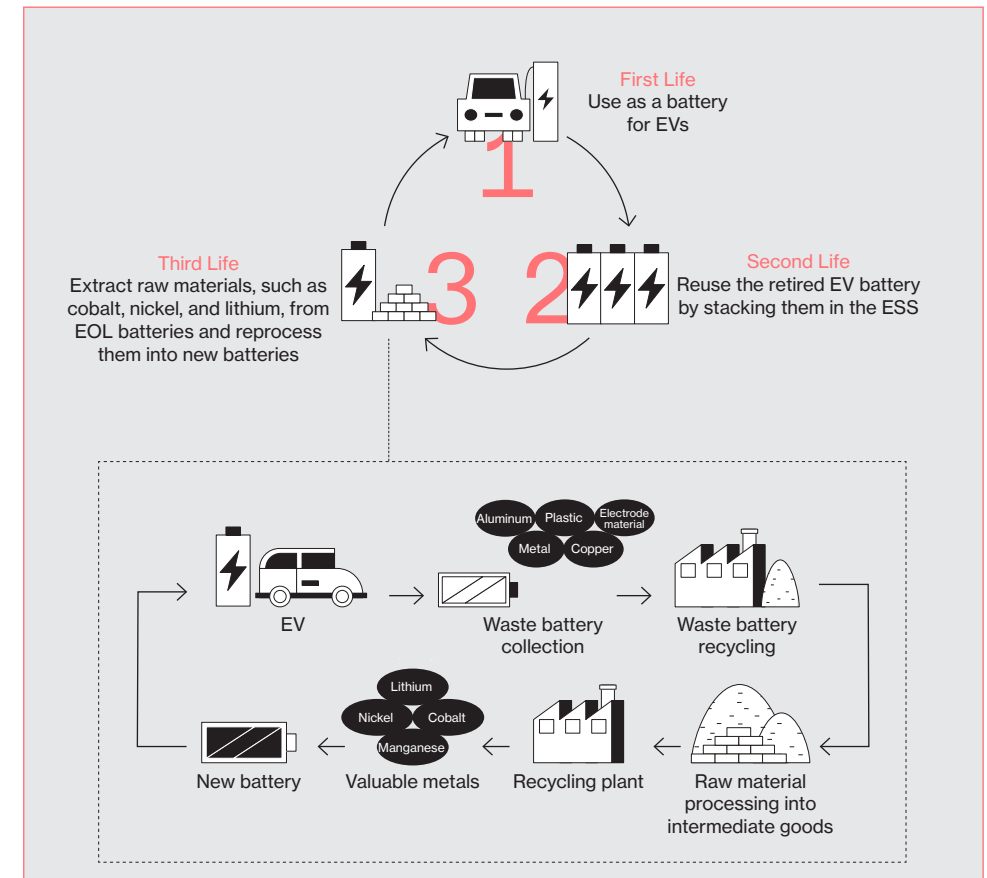 First Life
Use as a battery
for EVs
1
Third Life
Extract raw materials, such as
cobalt, nickel, and lithium, from
EOL batteries and reprocess
them into new batteries
3
2
Second Life
Reuse the retired EV battery
by stacking them in the ESS
Aluminum
Plastic
Electrode
material
Metal
Copper
EV
Waste battery
collection
Waste battery
recycling
Lithium
Nickel
Cobalt
Manganese
New battery
Valuable metals
Recycling plant
Raw material
processing into
intermediate goods